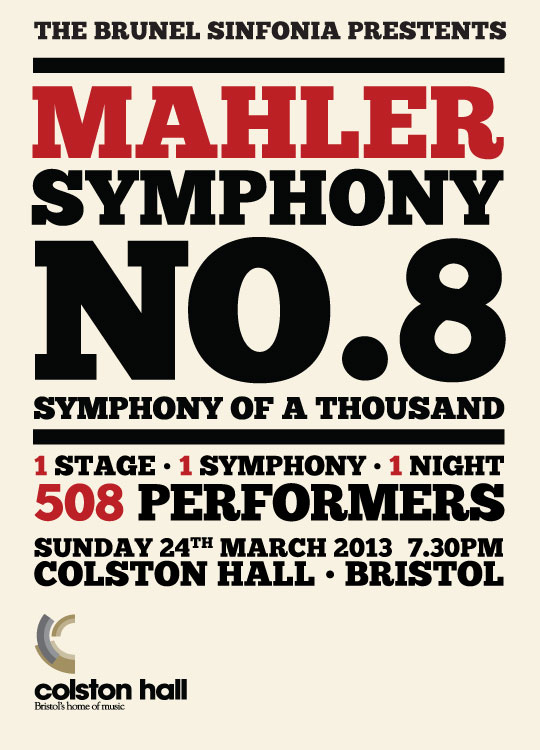 THE BRUNEL SINFONIA PRESTENTS
MAHLER
SYMPHONY
NO.8
SYMPHONY OF A THOUSAND
1 STAGE · 1 SYMPHONY · 1 NIGHT
508 PERFORMERS
SUNDAY 24TH MARCH 2013 7.30PM
COLSTON HALL · BRISTOL
colston hall
Bristol's home of music